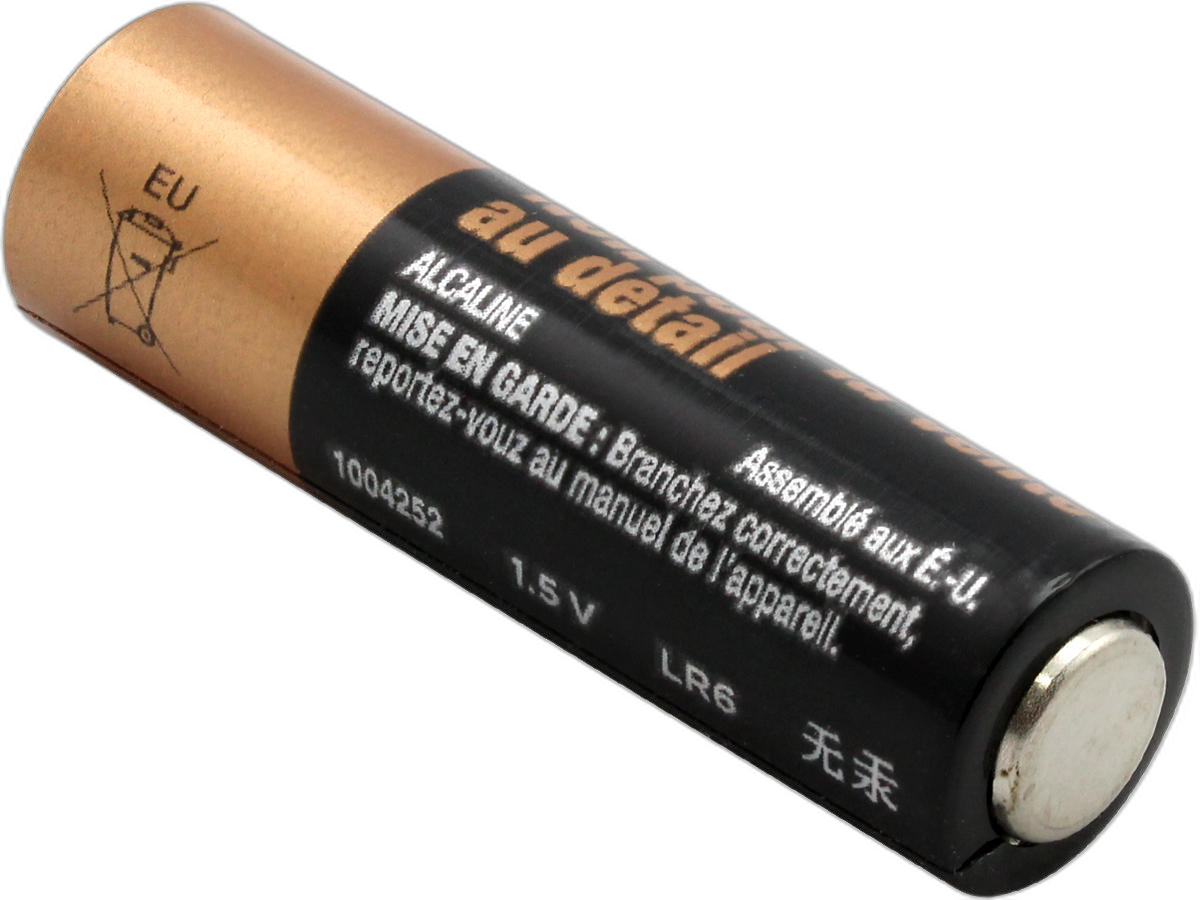 EU
au détail
ALCALINE
Assemblé aux É.-U.
MISE EN GARDE : Branchez correctement,
reportez-vouz au manuel de l'appareil.
1004252 1.5 V LR6 无汞